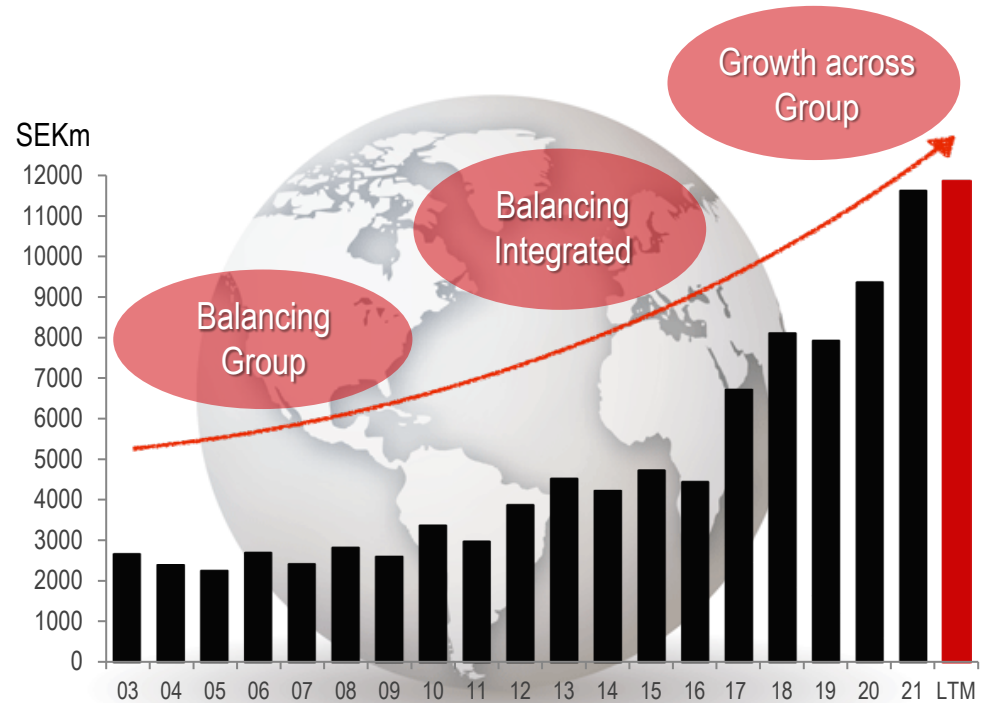 Growth across
Group
SEKm
Balancing
Integrated
Balancing
Group
12000
11000
10000
9000
8000
7000
6000
5000
4000
3000
2000
1000
0
03 04 05 06 07 08 09 10 11 12 13 14 15 16 17 18 19 20 21 LTM